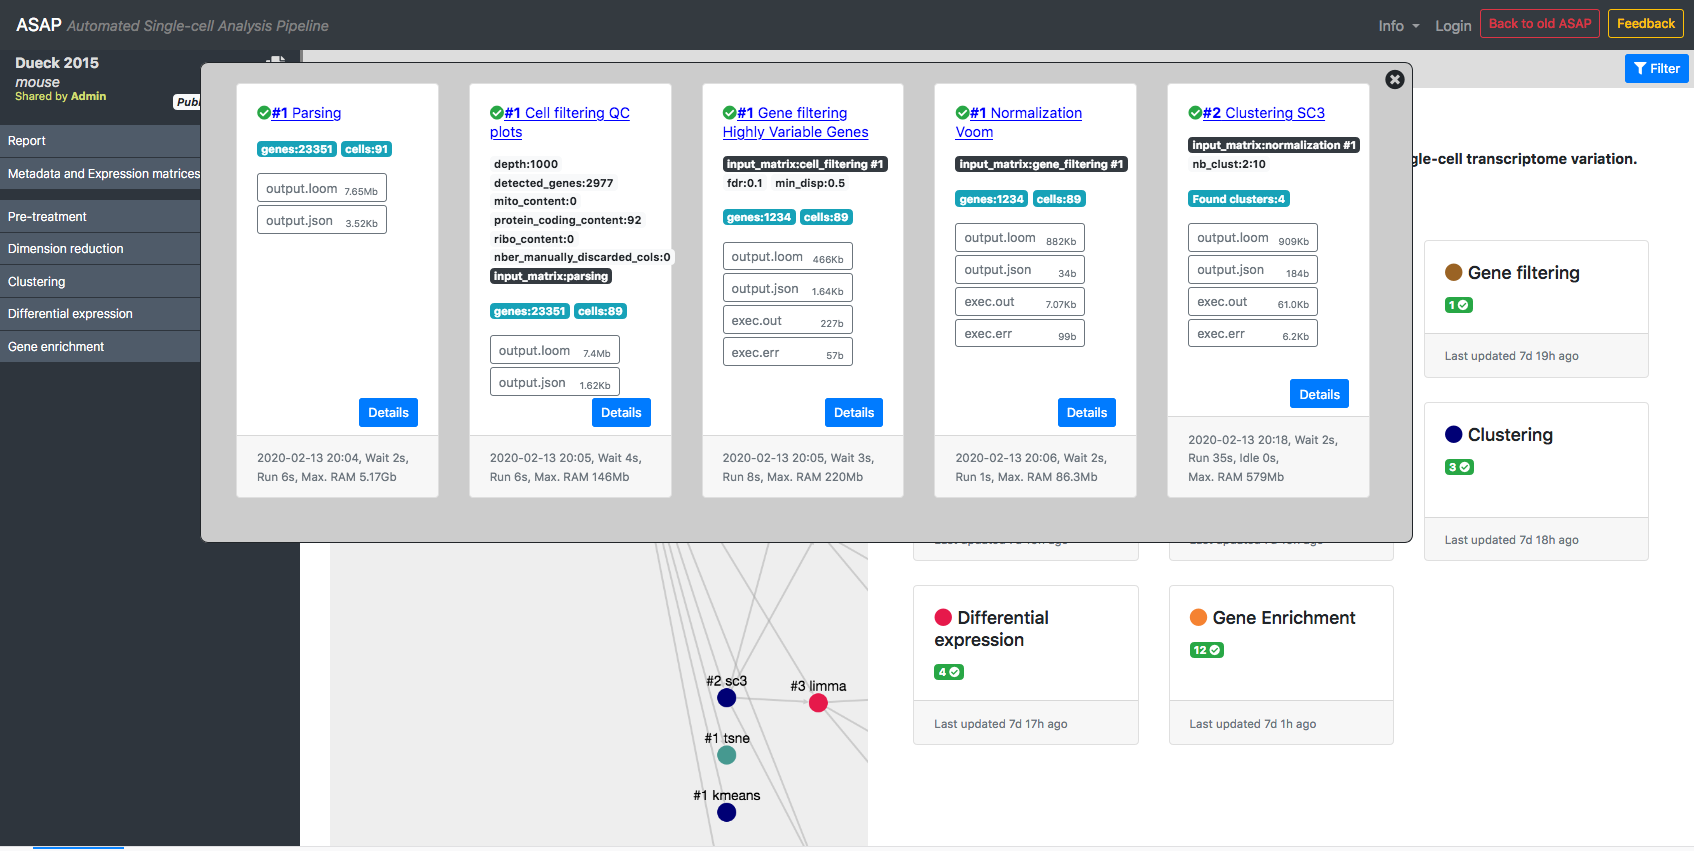 ASAP Automated Single-cell Analysis Pipeline
Info
Login
Back to old ASAP
Feedback
Dueck 2015
mouse
Shared by Admin
Filter
Report
Metadata and Expression matrices
Pre-treatment
Dimension reduction
Clustering
Differential expression
Gene enrichment
#1 Parsing
genes:23351 cells:91
output.loom 7.65Mb
output.json 3.52Kb
Details
2020-02-13 20:04, Wait 2s,
Run 6s, Max. RAM 5.17Gb
#1 Cell filtering QC
plots
depth:1000
detected_genes:2977
mito_content:0
protein_coding_content:92
ribo_content:0
nber_manually_discarded_cols:0
input_matrix:parsing
genes:23351 cells:89
output.loom 7.4Mb
output.json 1.62Kb
Details
2020-02-13 20:05, Wait 4s,
Run 6s, Max. RAM 146Mb
#1 Gene filtering
Highly Variable Genes
input_matrix:cell_filtering #1
fdr:0.1 min_disp:0.5
genes:1234 cells:89
output.loom 466Kb
output.json 1.64Kb
exec.out 227b
exec.err 57b
Details
2020-02-13 20:05, Wait 3s,
Run 8s, Max. RAM 220Mb
#1 Normalization
Voom
input_matrix:gene_filtering #1
genes:1234 cells:89
output.loom 882Kb
output.json 34b
exec.out 7.07Kb
exec.err 99b
Details
2020-02-13 20:06, Wait 2s,
Run 1s, Max. RAM 86.3Mb
#2 Clustering SC3
input_matrix:normalization #1
nb_clust:2:10
Found clusters:4
output.loom 909Kb
output.json 184b
exec.out 61.0Kb
exec.err 6.2Kb
Details
2020-02-13 20:18, Wait 2s,
Run 35s, Idle 0s,
Max. RAM 579Mb
gle-cell transcriptome variation.
Gene filtering
1
Last updated 7d 19h ago
Clustering
3
Last updated 7d 18h ago
Differential
expression
4
Last updated 7d 17h ago
Gene Enrichment
12
Last updated 7d 1h ago
#2 sc3
#3 limma
#1 tsne
#1 kmeans